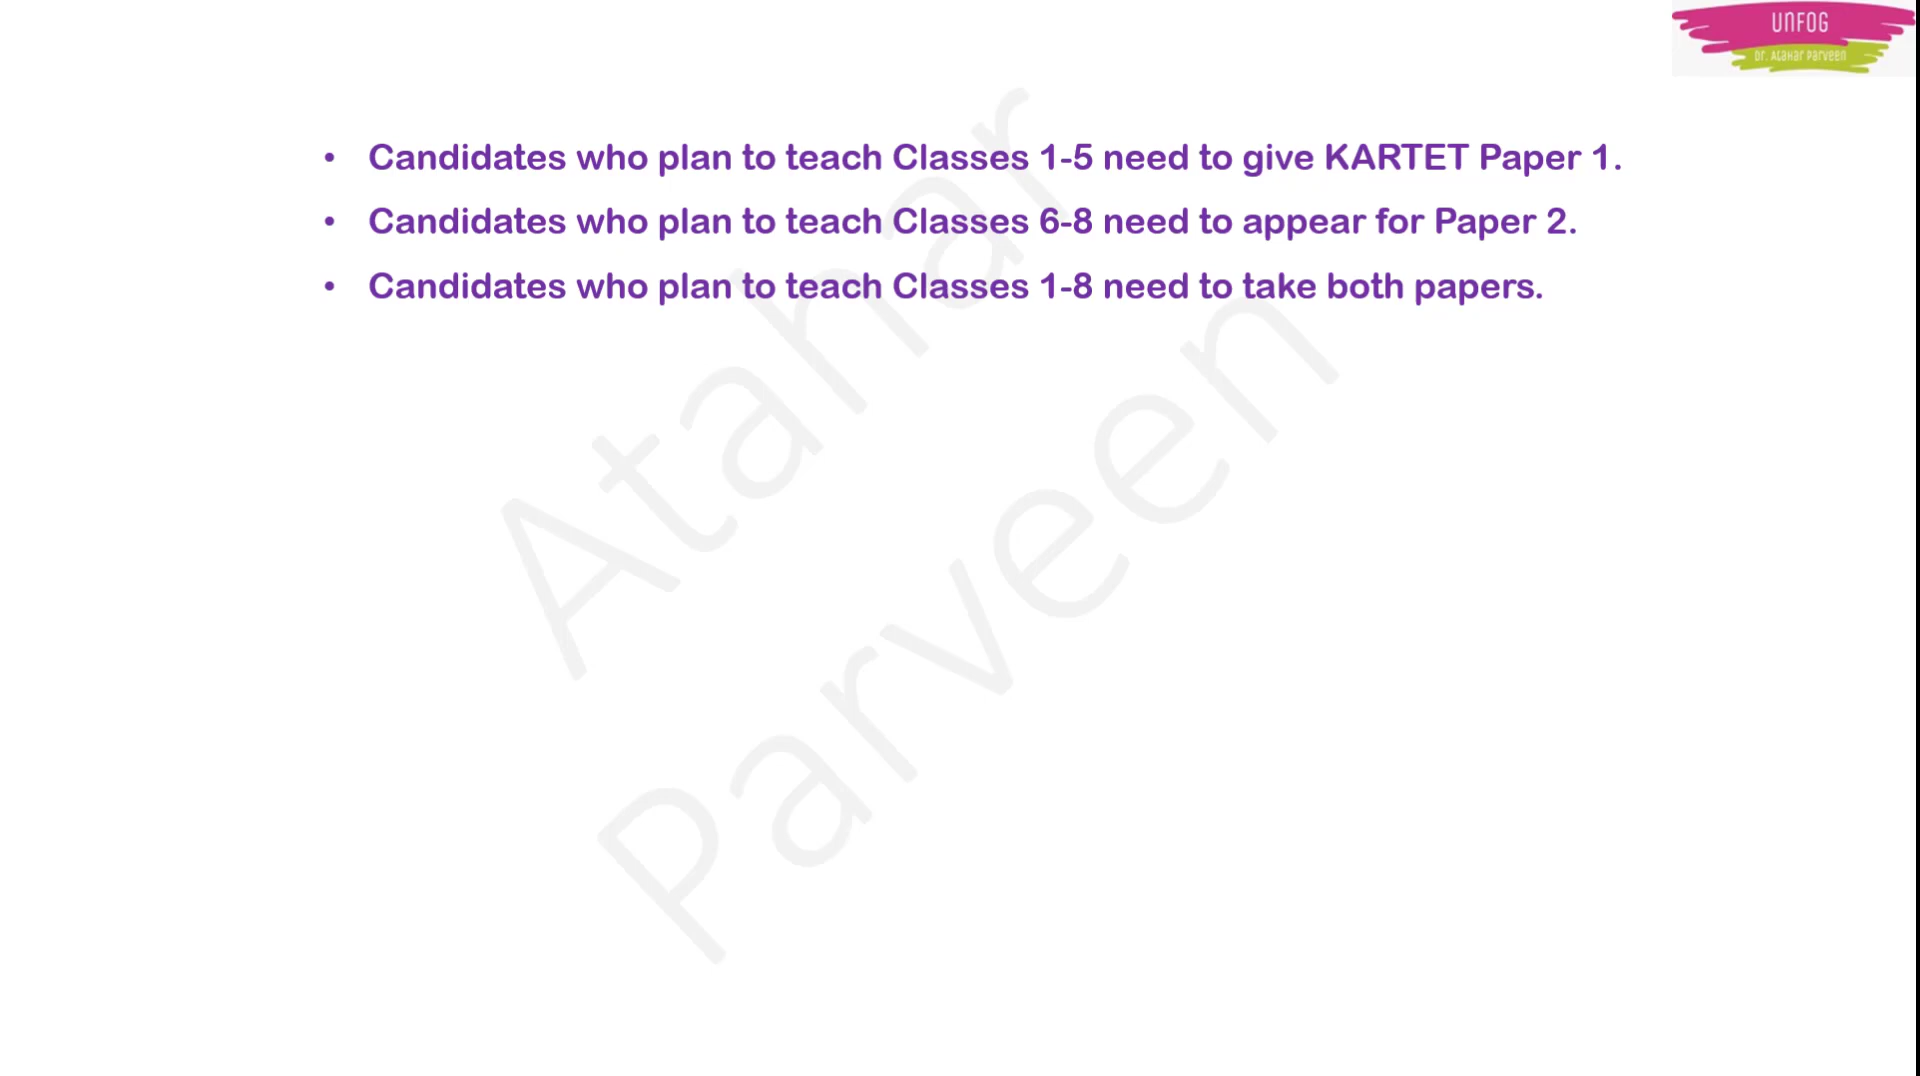 UNFOG
Dr. Atahar Parveen
• Candidates who plan to teach Classes 1-5 need to give KARTET Paper 1.
• Candidates who plan to teach Classes 6-8 need to appear for Paper 2.
• Candidates who plan to teach Classes 1-8 need to take both papers.
Atahar
Parveen